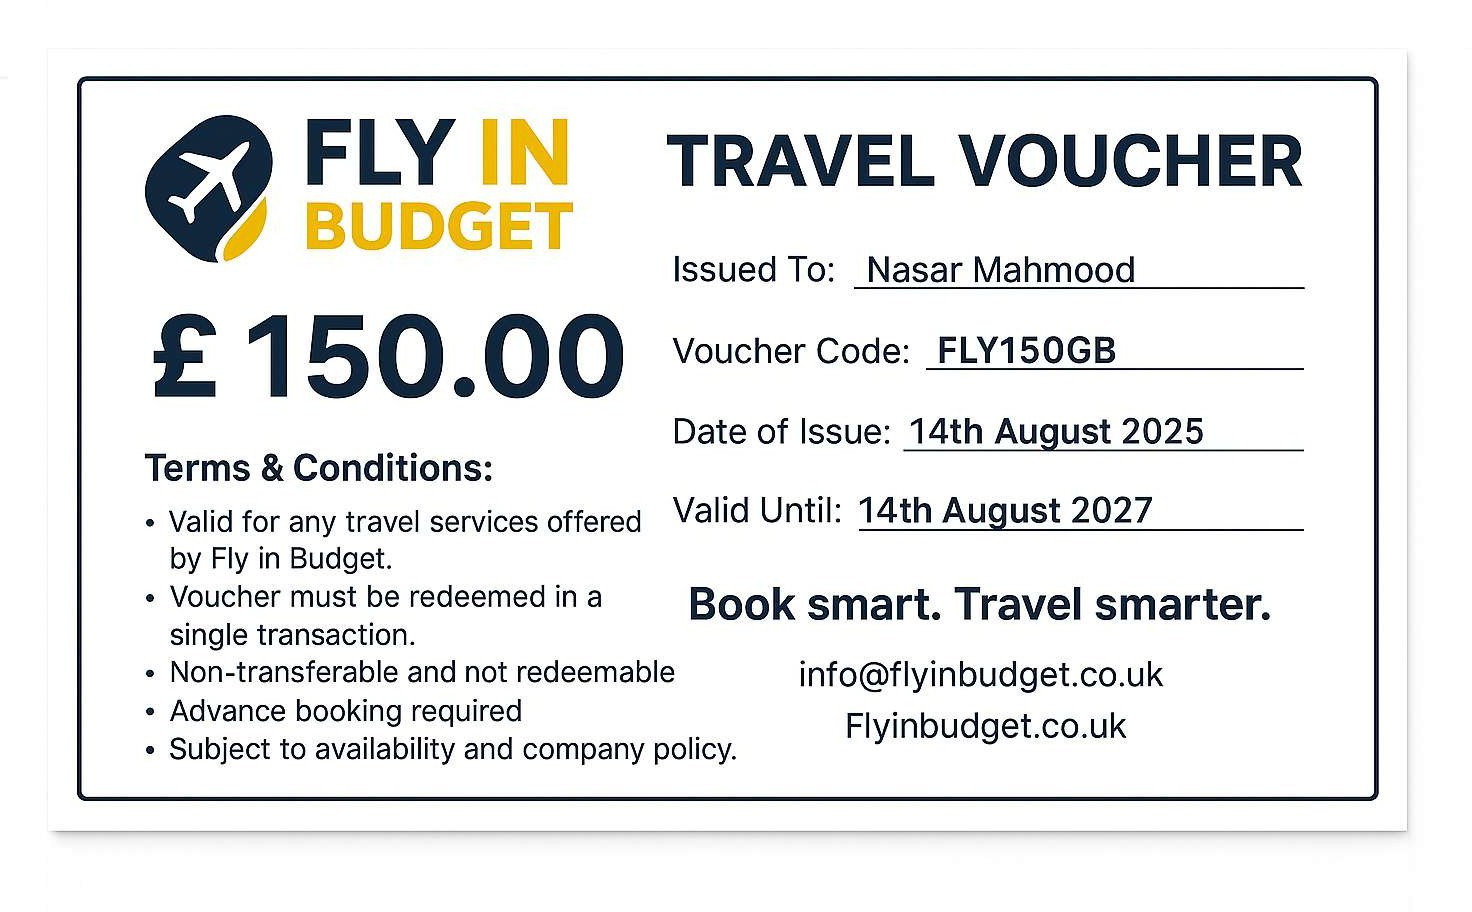 FLY IN
BUDGET
£ 150.00
Terms & Conditions:
• Valid for any travel services offered
by Fly in Budget.
• Voucher must be redeemed in a
single transaction.
• Non-transferable and not redeemable
• Advance booking required
• Subject to availability and company policy.
TRAVEL VOUCHER
Issued To: Nasar Mahmood
Voucher Code: FLY150GB
Date of Issue: 14th August 2025
Valid Until: 14th August 2027
Book smart. Travel smarter.
info@flyinbudget.co.uk
Flyinbudget.co.uk